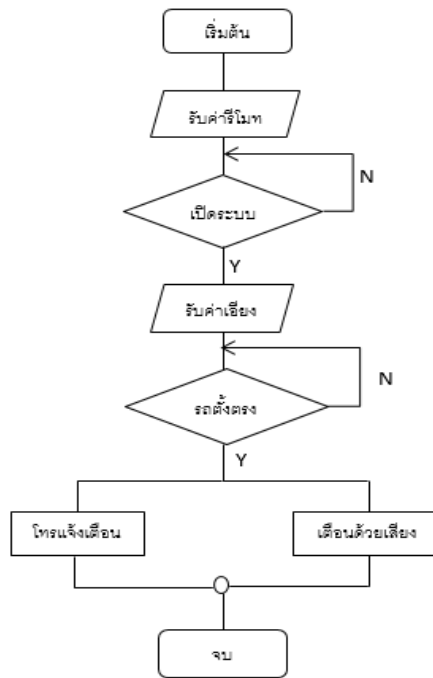 เริ่มต้น
รับค่ารีโมท
N
เปิดระบบ
Y
รับค่าเอียง
N
รถตั้งตรง
Y
โทรแจ้งเตือน
เตือนด้วยเสียง
จบ